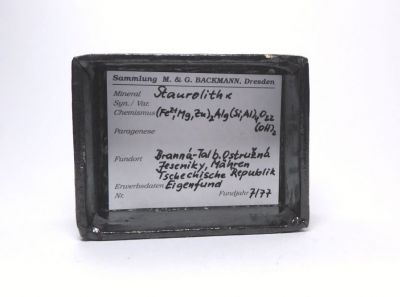 Sammlung M. & G. BACKMANN, Dresden
Mineral Staurolith x
Syn./ Var.
Chemismus (Fe²⁺Mg,Zn)₂Al₉(Si,Al)₄O₂₂
(OH)₂
Paragenese
Fundort Branná-Tal b. Ostružná
Jeseníky, Mähren
Tschechische Republik
Erwerbsdaten Eigenfund
Nr. Fundjahr 7/77